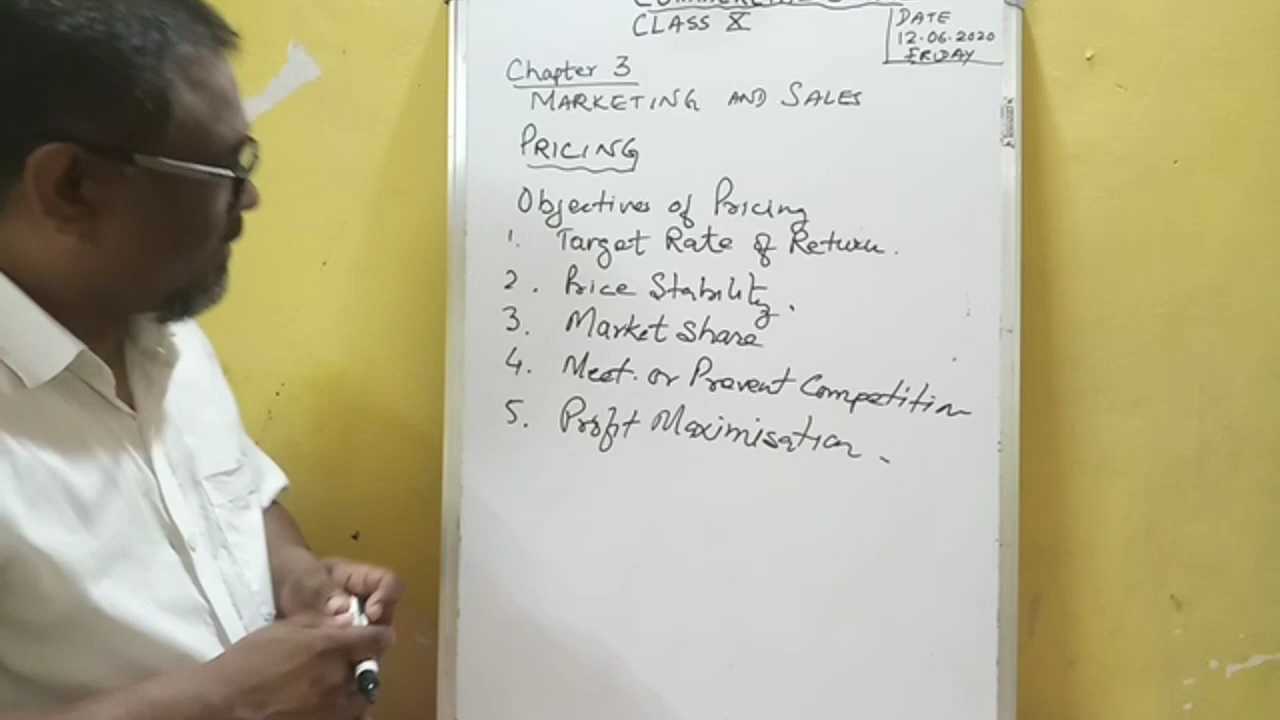 CLASS X
DATE
12.06.2020
FRIDAY
Chapter 3
MARKETING AND SALES
PRICING
Objectives of Pricing
1. Target Rate of Return.
2. Price Stability.
3. Market Share
4. Meet or Prevent Competition
5. Profit Maximisation.